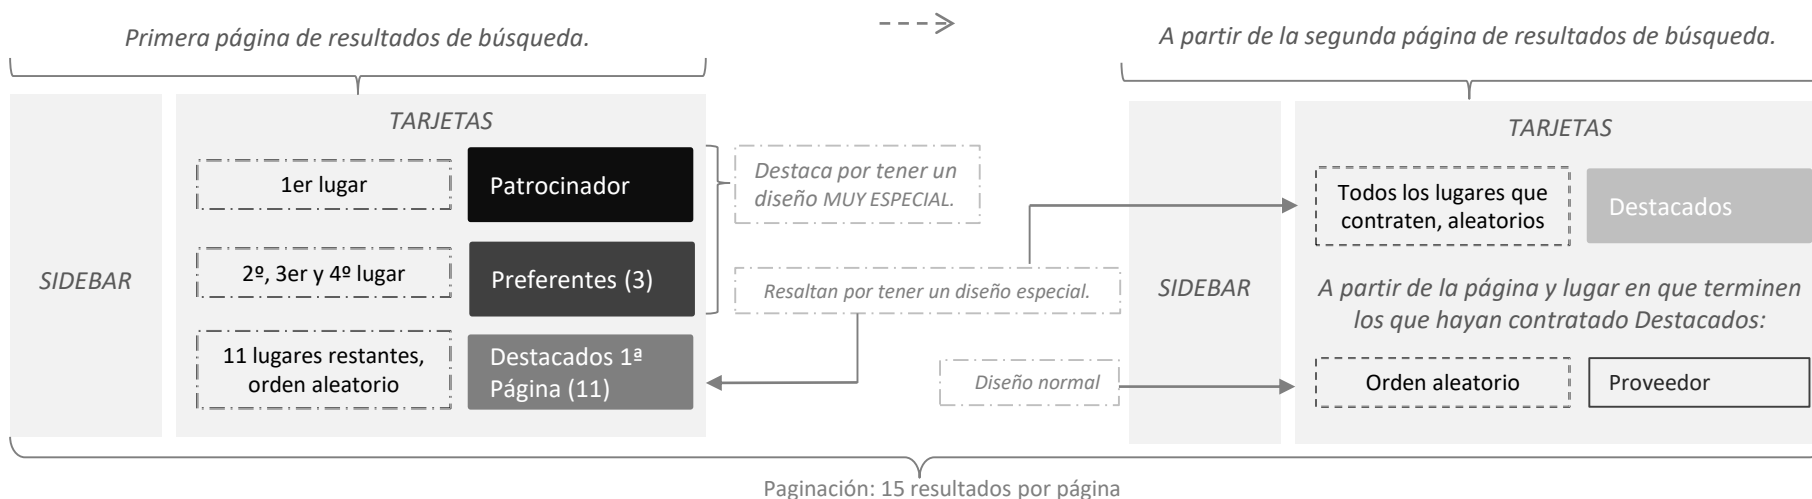 Primera página de resultados de búsqueda.
A partir de la segunda página de resultados de búsqueda.
SIDEBAR
TARJETAS
1er lugar
Patrocinador
2º, 3er y 4º lugar
Preferentes (3)
11 lugares restantes,
orden aleatorio
Destacados 1ª
Página (11)
Destaca por tener un
diseño MUY ESPECIAL.
Resaltan por tener un diseño especial.
Diseño normal
SIDEBAR
TARJETAS
Todos los lugares que
contraten, aleatorios
Destacados
A partir de la página y lugar en que terminen
los que hayan contratado Destacados:
Orden aleatorio
Proveedor
Paginación: 15 resultados por página